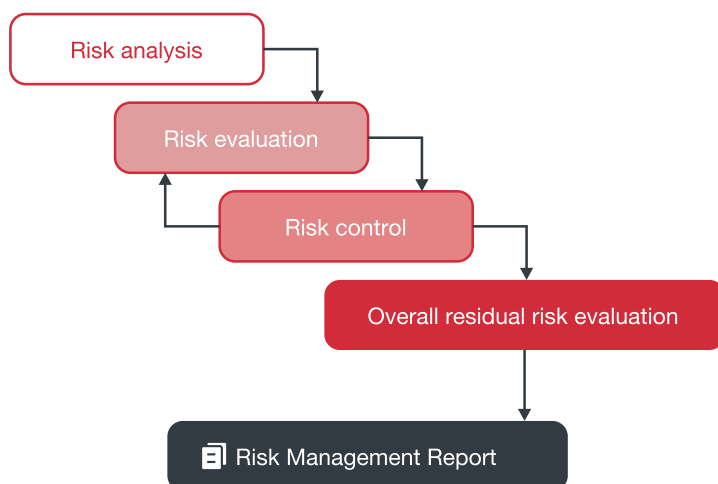 Risk analysis
Risk evaluation
Risk control
Overall residual risk evaluation
Risk Management Report